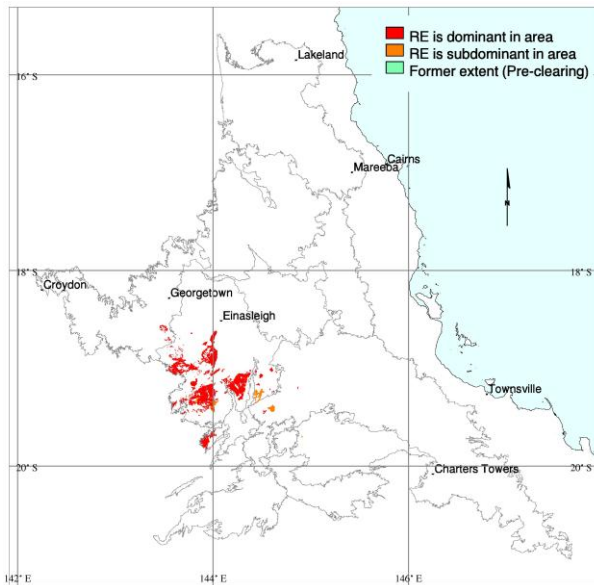 RE is dominant in area
RE is subdominant in area
Former extent (Pre-clearing)
Lakeland
16° S
Cairns
Mareeba
N
18° S
18° S
Croydon
Georgetown
Einasleigh
Townsville
20° S
Charters Towers
20° S
142° E
144°
146°